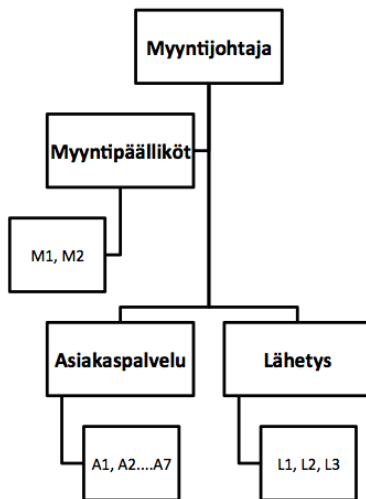 Myyntijohtaja
Myyntipäälliköt
M1, M2
Asiakaspalvelu
Lähetys
A1, A2....A7
L1, L2, L3